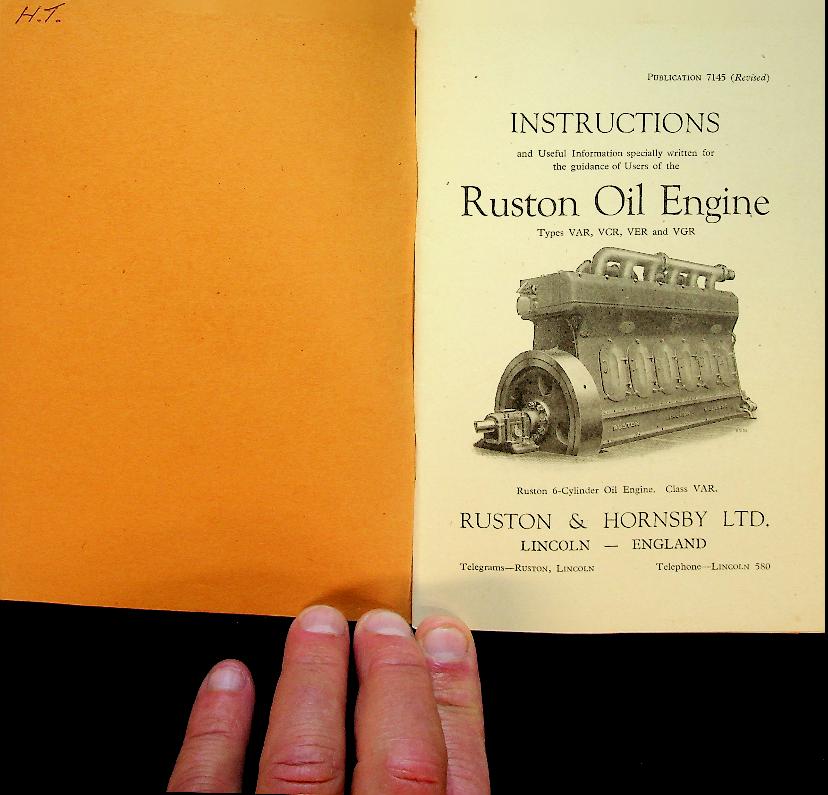 H.T.
PUBLICATION 7145 (Revised)
INSTRUCTIONS
and Useful Information specially written for
the guidance of Users of the
Ruston Oil Engine
Types VAR, VCR, VER and VGR
RUSTON
Ruston 6-Cylinder Oil Engine. Class VAR.
RUSTON & HORNSBY LTD.
LINCOLN — ENGLAND
Telegrams—RUSTON, LINCOLN Telephone—LINCOLN 580